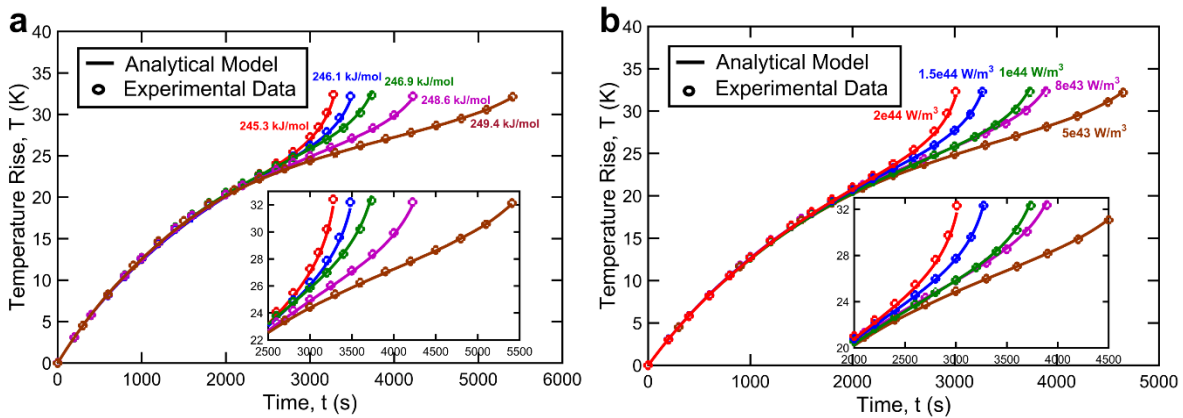 a
Temperature Rise, T (K)
40
35
30
25
20
15
10
5
0
Analytical Model
Experimental Data
245.3 kJ/mol
246.1 kJ/mol
246.9 kJ/mol
248.6 kJ/mol
249.4 kJ/mol
32
30
28
26
24
22
2500 3000 3500 4000 4500 5000 5500
0 1000 2000 3000 4000 5000 6000
Time, t (s)
b
Temperature Rise, T (K)
40
35
30
25
20
15
10
5
0
Analytical Model
Experimental Data
2e44 W/m³
1.5e44 W/m³
1e44 W/m³
8e43 W/m³
5e43 W/m³
32
28
24
20
2000 2500 3000 3500 4000 4500
0 1000 2000 3000 4000 5000
Time, t (s)